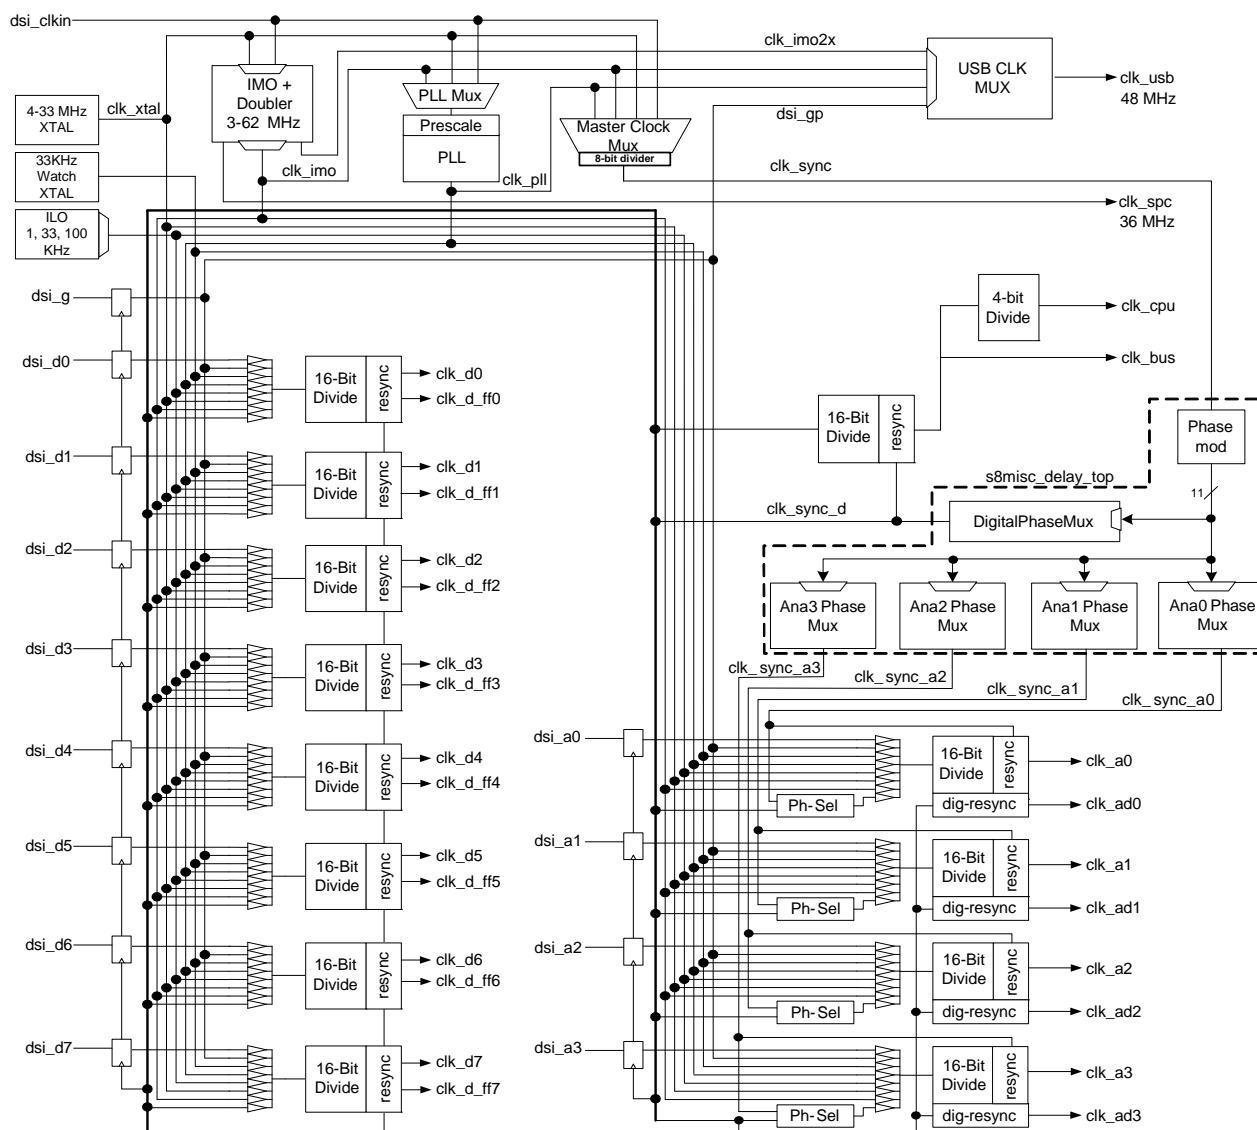 dsi_clkin
clk_imo2x
IMO +
Doubler
3-62 MHz
PLL Mux
Prescale
PLL
USB CLK
MUX
clk_usb
48 MHz
4-33 MHz
XTAL
clk_xtal
dsi_gp
Master Clock
Mux
8-bit divider
33KHz
Watch
XTAL
clk_imo
clk_pll
clk_sync
clk_spc
36 MHz
ILO
1, 33, 100
KHz
dsi_g
4-bit
Divide
clk_cpu
clk_bus
dsi_d0
16-Bit
Divide
resync
clk_d0
clk_d_ff0
16-Bit
Divide
resync
Phase
mod
dsi_d1
16-Bit
Divide
resync
clk_d1
clk_d_ff1
s8misc_delay_top
11
clk_sync_d
DigitalPhaseMux
dsi_d2
16-Bit
Divide
resync
clk_d2
clk_d_ff2
Ana3 Phase
Mux
Ana2 Phase
Mux
Ana1 Phase
Mux
Ana0 Phase
Mux
dsi_d3
16-Bit
Divide
resync
clk_d3
clk_d_ff3
clk_sync_a3
clk_sync_a2
clk_sync_a1
clk_sync_a0
dsi_d4
16-Bit
Divide
resync
clk_d4
clk_d_ff4
dsi_a0
16-Bit
Divide
resync
clk_a0
Ph-Sel
dig-resync
clk_ad0
dsi_d5
16-Bit
Divide
resync
clk_d5
clk_d_ff5
dsi_a1
16-Bit
Divide
resync
clk_a1
Ph-Sel
dig-resync
clk_ad1
dsi_d6
16-Bit
Divide
resync
clk_d6
clk_d_ff6
dsi_a2
16-Bit
Divide
resync
clk_a2
Ph-Sel
dig-resync
clk_ad2
dsi_d7
16-Bit
Divide
resync
clk_d7
clk_d_ff7
dsi_a3
16-Bit
Divide
resync
clk_a3
Ph-Sel
dig-resync
clk_ad3